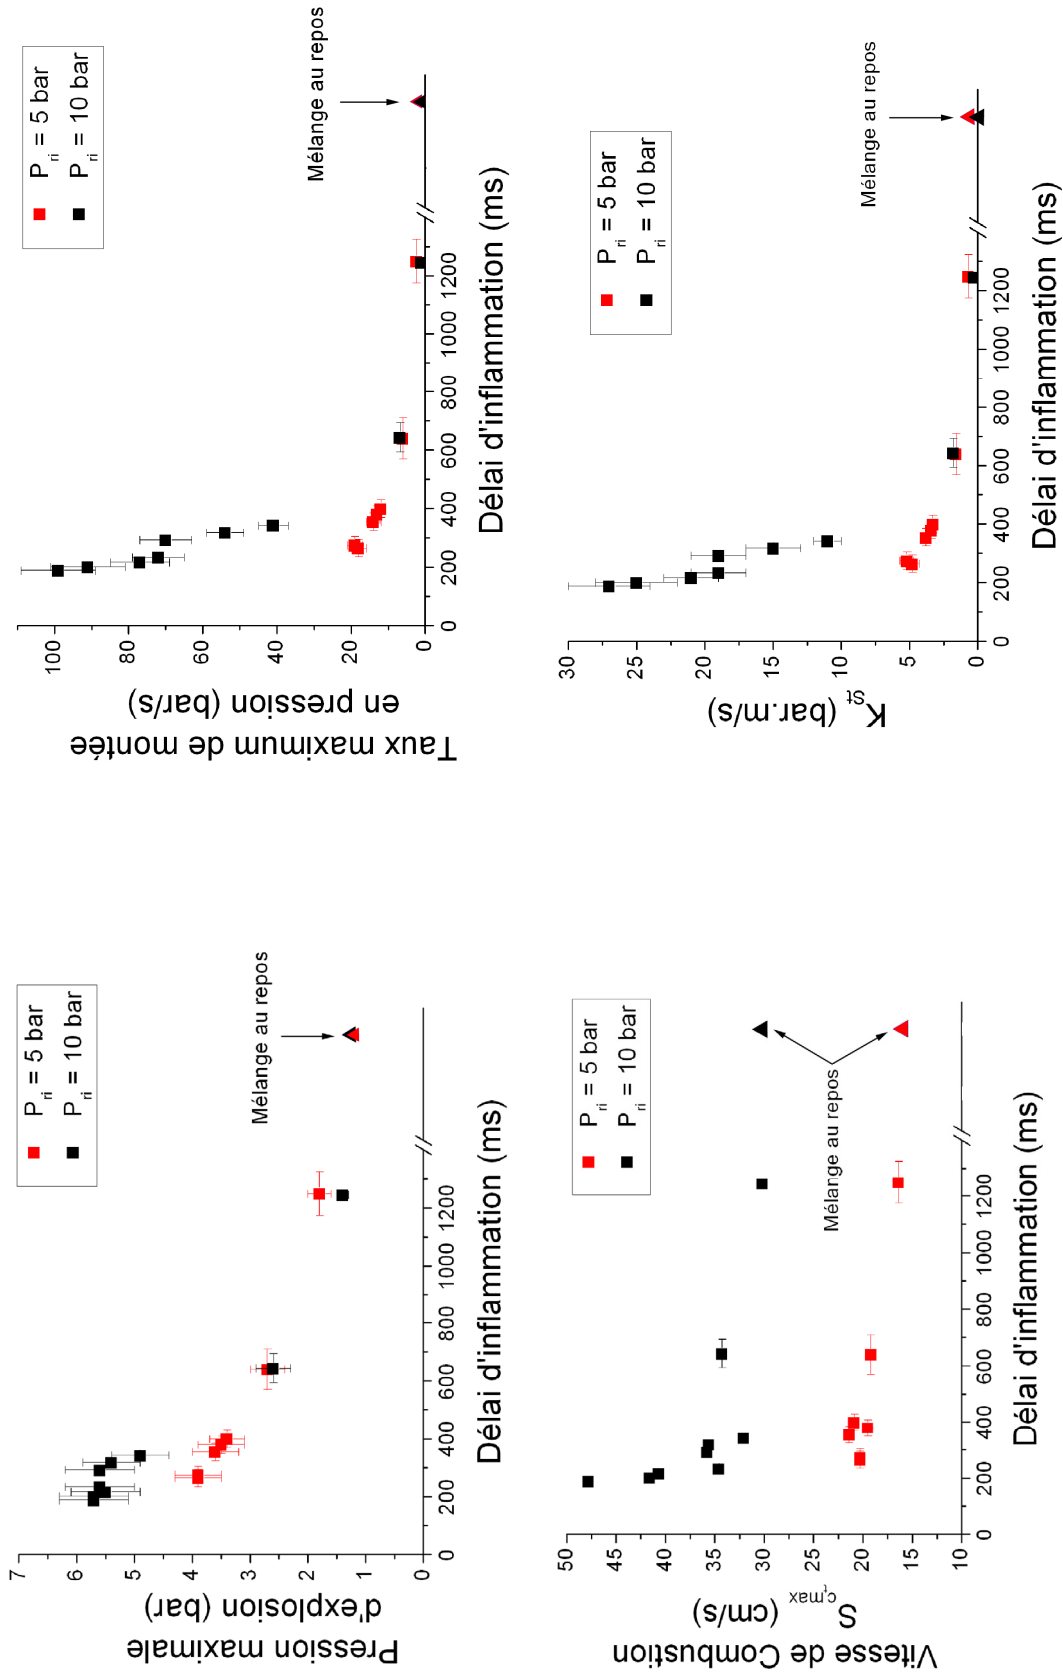 Pression maximale
d'explosion (bar)
7
6
5
4
3
2
1
0
P_ri = 5 bar
P_ri = 10 bar
Mélange au repos
0 200 400 600 800 1000 1200
Délai d'inflammation (ms)
Taux maximum de montée
en pression (bar/s)
100
80
60
40
20
0
P_ri = 5 bar
P_ri = 10 bar
Mélange au repos
0 200 400 600 800 1000 1200
Délai d'inflammation (ms)
Vitesse de Combustion
S_c,max (cm/s)
50
45
40
35
30
25
20
15
10
P_ri = 5 bar
P_ri = 10 bar
Mélange au repos
0 200 400 600 800 1000 1200
Délai d'inflammation (ms)
K_St (bar.m/s)
30
25
20
15
10
5
0
P_ri = 5 bar
P_ri = 10 bar
Mélange au repos
0 200 400 600 800 1000 1200
Délai d'inflammation (ms)